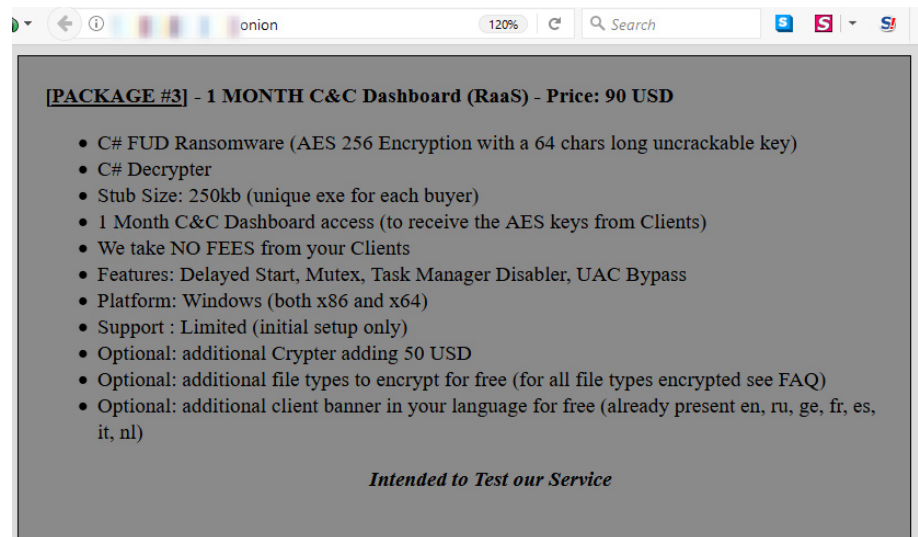 onion
120%
Search
[PACKAGE #3] - 1 MONTH C&C Dashboard (RaaS) - Price: 90 USD
• C# FUD Ransomware (AES 256 Encryption with a 64 chars long uncrackable key)
• C# Decrypter
• Stub Size: 250kb (unique exe for each buyer)
• 1 Month C&C Dashboard access (to receive the AES keys from Clients)
• We take NO FEES from your Clients
• Features: Delayed Start, Mutex, Task Manager Disabler, UAC Bypass
• Platform: Windows (both x86 and x64)
• Support : Limited (initial setup only)
• Optional: additional Crypter adding 50 USD
• Optional: additional file types to encrypt for free (for all file types encrypted see FAQ)
• Optional: additional client banner in your language for free (already present en, ru, ge, fr, es,
it, nl)
Intended to Test our Service